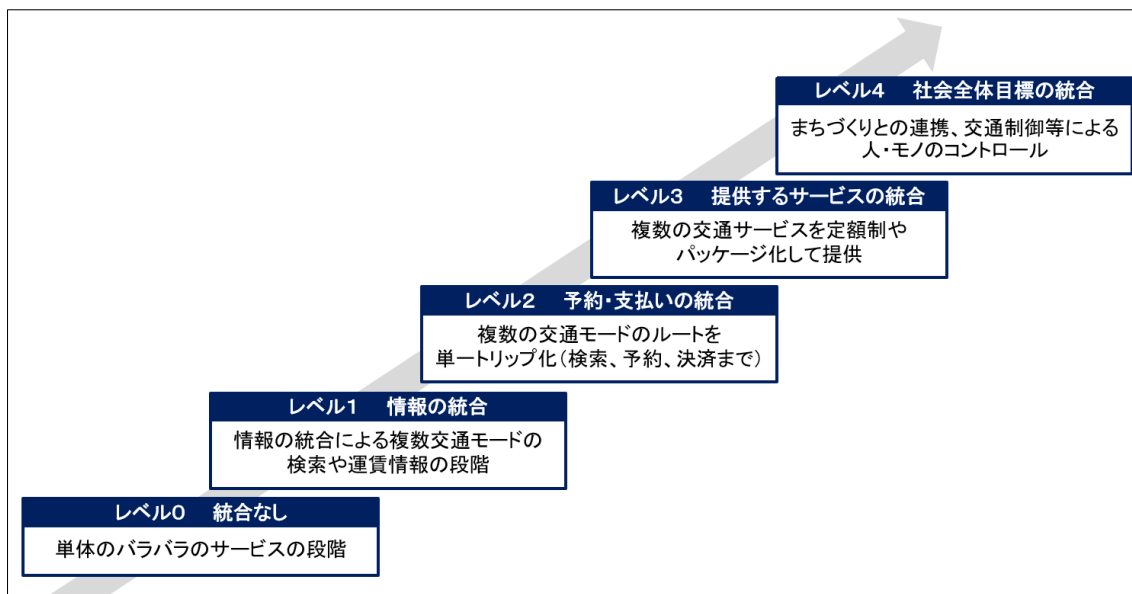 レベル4 社会全体目標の統合
まちづくりとの連携、交通制御等による
人・モノのコントロール
レベル3 提供するサービスの統合
複数の交通サービスを定額制や
パッケージ化して提供
レベル2 予約・支払いの統合
複数の交通モードのルートを
単一トリップ化（検索、予約、決済まで）
レベル1 情報の統合
情報の統合による複数交通モードの
検索や運賃情報の段階
レベル0 統合なし
単体のバラバラのサービスの段階